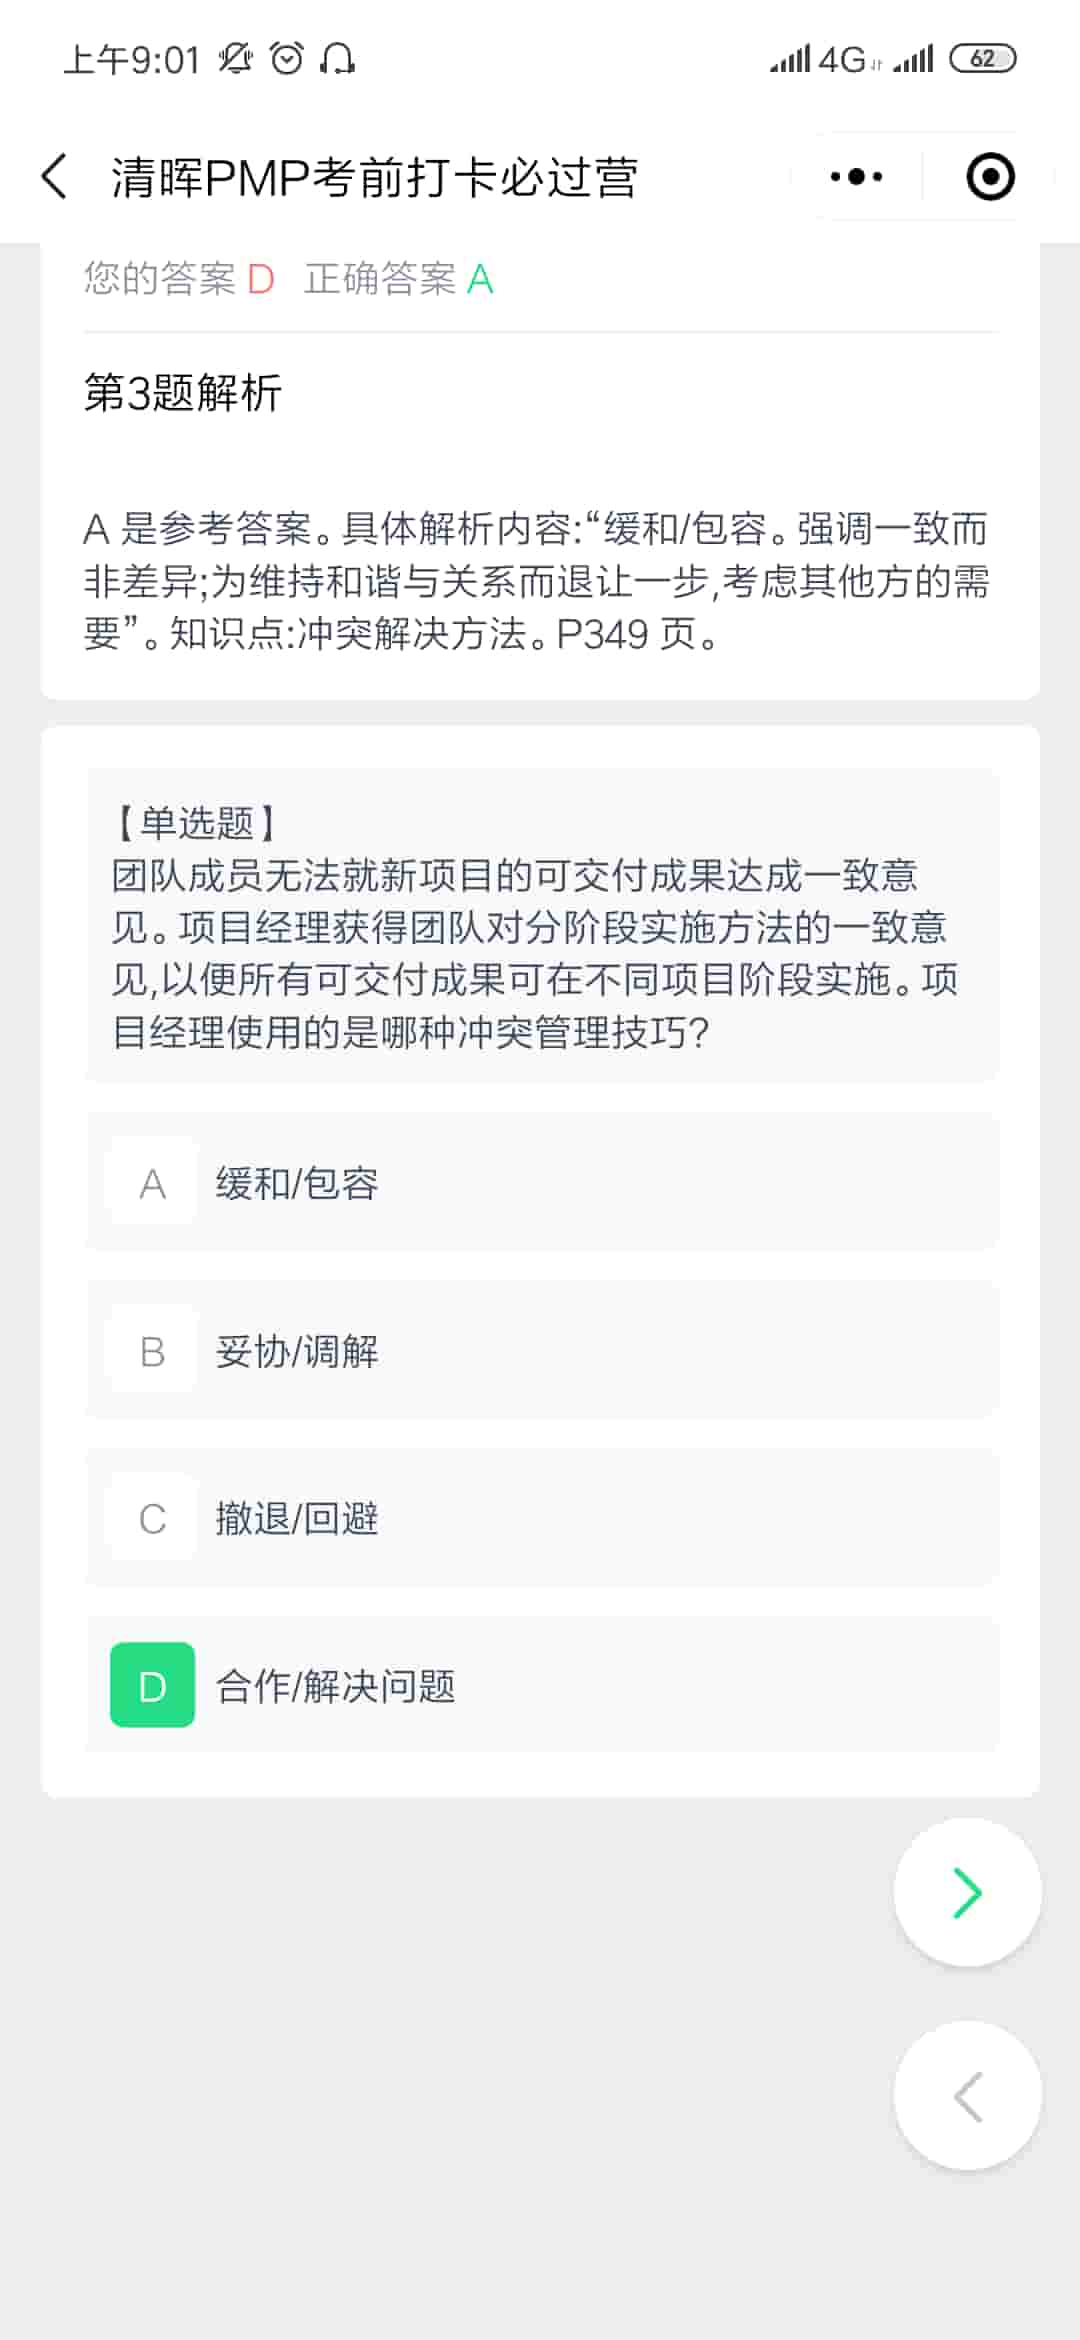 上午9:01 4G 62
清晖PMP考前打卡必过营
您的答案 D 正确答案 A
第3题解析
A 是参考答案。具体解析内容:“缓和/包容。强调一致而
非差异;为维持和谐与关系而退让一步,考虑其他方的需
要”。知识点:冲突解决方法。P349 页。
【单选题】
团队成员无法就新项目的可交付成果达成一致意
见。项目经理获得团队对分阶段实施方法的一致意
见,以便所有可交付成果可在不同项目阶段实施。项
目经理使用的是哪种冲突管理技巧?
A 缓和/包容
B 妥协/调解
C 撤退/回避
D 合作/解决问题